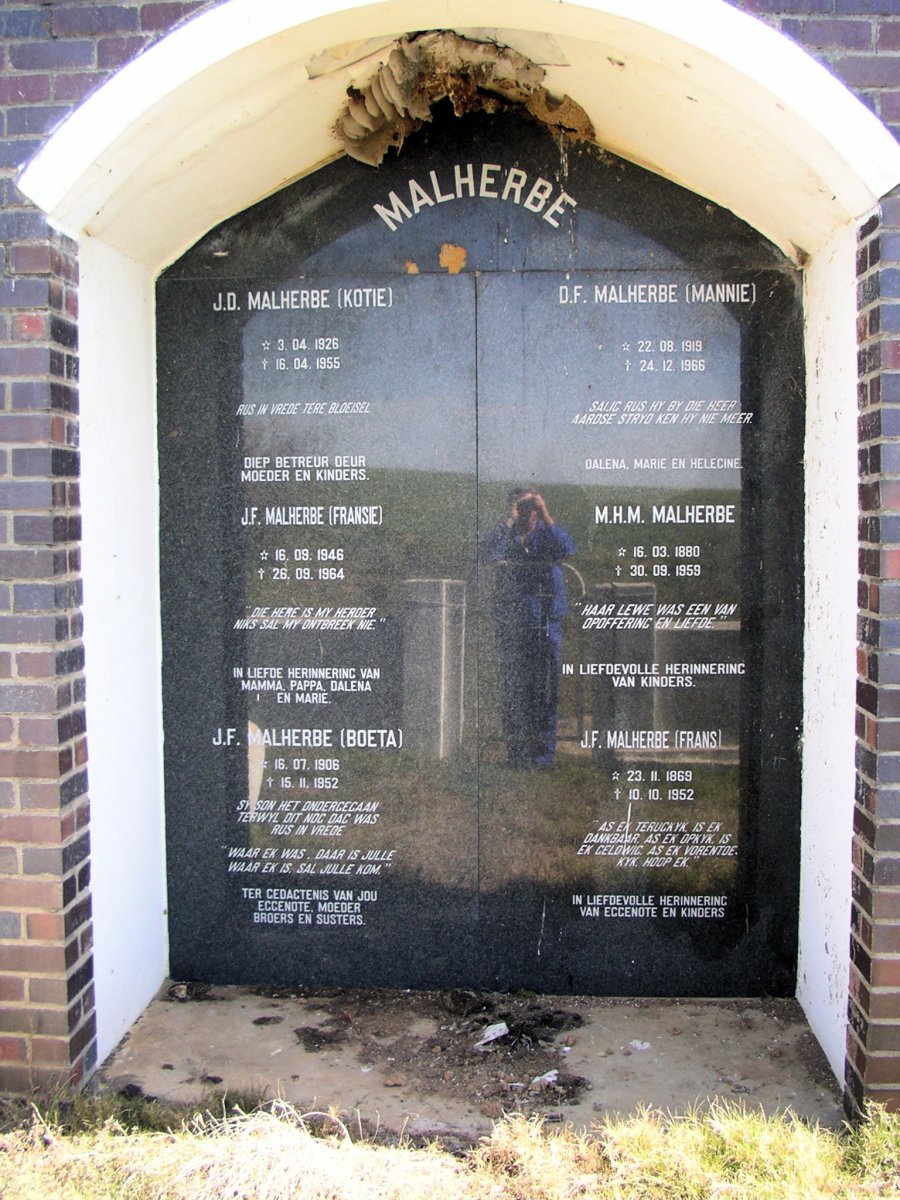 MALHERBE
J.D. MALHERBE (KOTIE)
☆ 3. 04. 1926
† 16. 04. 1955
RUS IN VREDE TERE BLOEISEL
DIEP BETREUR DEUR
MOEDER EN KINDERS.
J.F. MALHERBE (FRANSIE)
☆ 16. 09. 1946
† 26. 09. 1964
"DIE HERE IS MY HERDER
NIKS SAL MY ONTBREEK NIE."
IN LIEFDE HERINNERING VAN
MAMMA, PAPPA, DALENA
EN MARIE.
J.F. MALHERBE (BOETA)
☆ 16. 07. 1906
† 15. 11. 1952
SY SON HET ONDERGEGAAN
TERWYL DIT NOG DAG WAS
RUS IN VREDE
"WAAR EK WAS, DAAR IS JULLE
WAAR EK IS, SAL JULLE KOM."
TER GEDAGTENIS VAN JOU
EGGENOTE, MOEDER
BROERS EN SUSTERS.
D.F. MALHERBE (MANNIE)
☆ 22. 08. 1919
† 24. 12. 1966
SALIG RUS HY BY DIE HEER
AARDSE STRYD KEN HY NIE MEER.
DALENA, MARIE EN HELEGINE.
M.H.M. MALHERBE
☆ 16. 03. 1880
† 30. 09. 1959
"HAAR LEWE WAS EEN VAN
OPOFFERING EN LIEFDE."
IN LIEFDEVOLLE HERINNERING
VAN KINDERS.
J.F. MALHERBE (FRANS)
☆ 23. 11. 1869
† 10. 10. 1952
"AS EK TERUGKYK, IS EK
DANKBAAR, AS EK OPKYK, IS
EK GELOWIG, AS EK VORENTOE
KYK, HOOP EK."
IN LIEFDEVOLLE HERINNERING
VAN EGGENOTE EN KINDERS